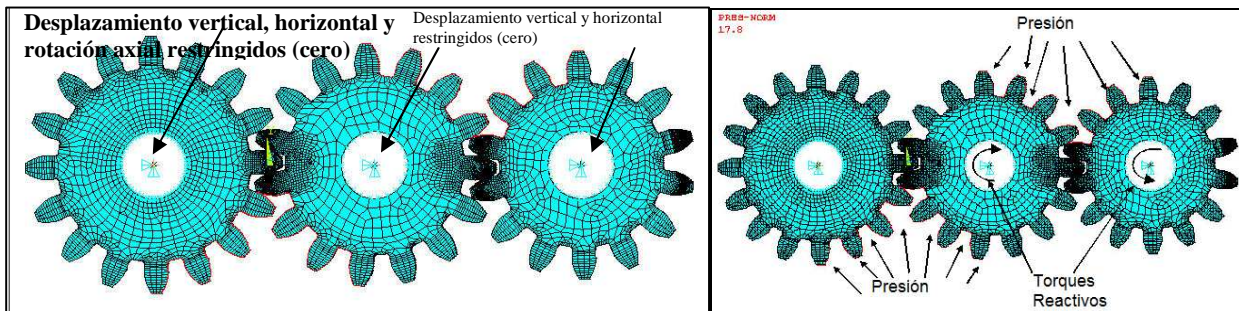 Desplazamiento vertical, horizontal y
rotación axial restringidos (cero)
Desplazamiento vertical y horizontal
restringidos (cero)
PRES-NORM
17.8
Presión
Presión
Torques
Reactivos